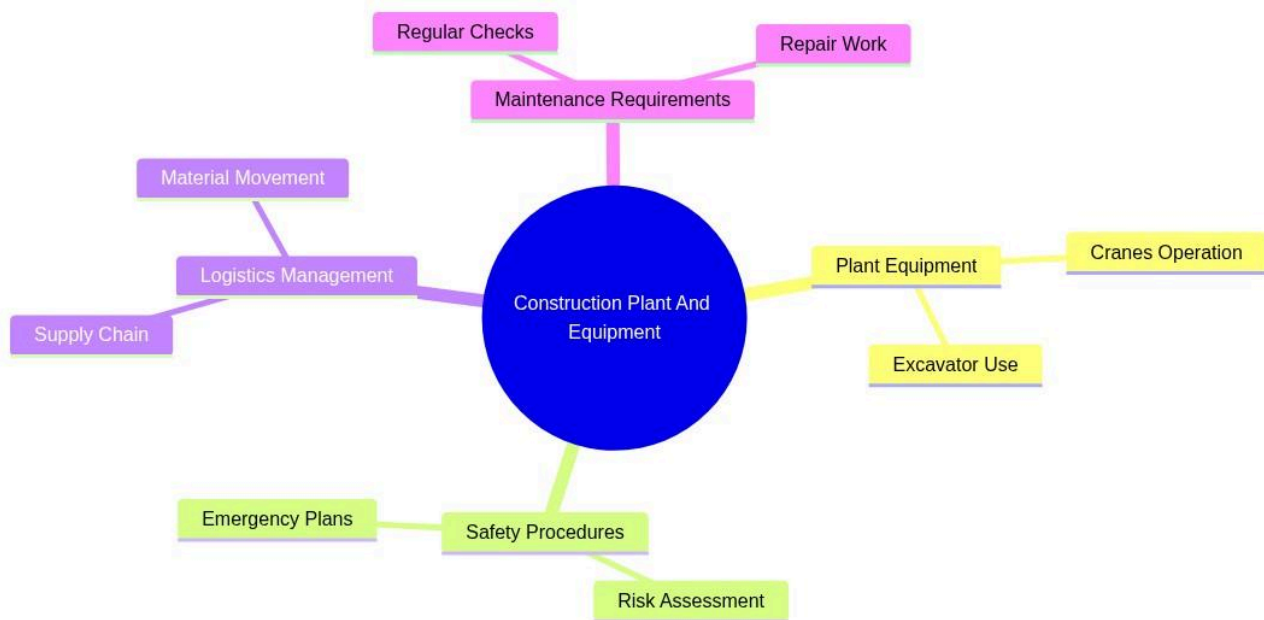 Regular Checks
Repair Work
Maintenance Requirements
Material Movement
Logistics Management
Supply Chain
Construction Plant And
Equipment
Plant Equipment
Cranes Operation
Excavator Use
Emergency Plans
Safety Procedures
Risk Assessment